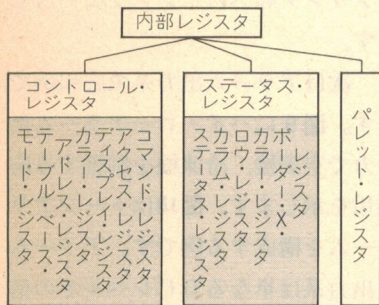 内部レジスタ
コントロール・
レジスタ
モード・レジスタ
テーブル・ベース・
アドレス・レジスタ
カラー・レジスタ
ディスプレイ・レジスタ
アクセス・レジスタ
コマンド・レジスタ
ステータス・
レジスタ
ステータス・レジスタ
カラム・レジスタ
ロウ・レジスタ
カラー・レジスタ
ボーダー・X・
レジスタ
パレット・レジスタ